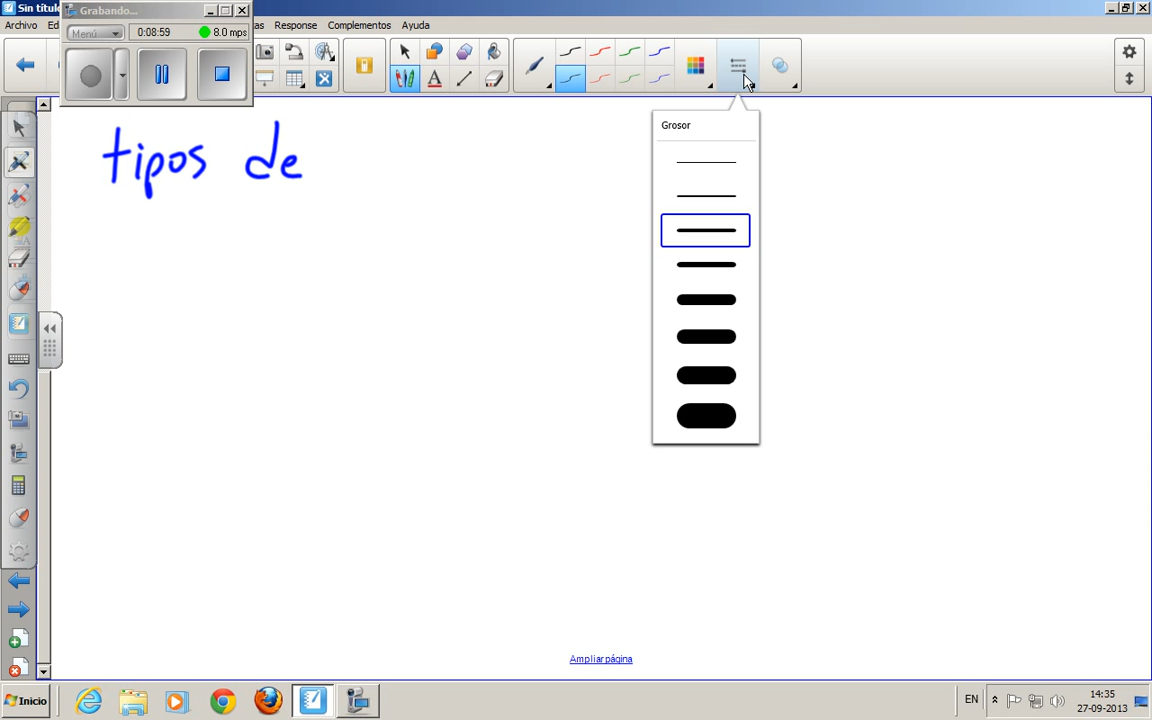 Sin título
Grabando...
Archivo Ed as Response Complementos Ayuda
Menú 0:08:59 8.0 mps
Grosor
tipos de
Ampliar página
Inicio
EN
14:35
27-09-2013